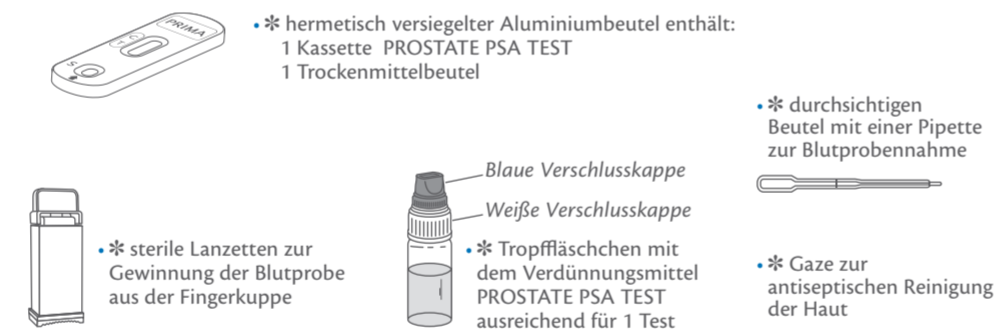 PRIMA
C
T
S
• ✻ hermetisch versiegelter Aluminiumbeutel enthält:
1 Kassette PROSTATE PSA TEST
1 Trockenmittelbeutel
• ✻ durchsichtigen
Beutel mit einer Pipette
zur Blutprobennahme
Blaue Verschlusskappe
Weiße Verschlusskappe
• ✻ sterile Lanzetten zur
Gewinnung der Blutprobe
aus der Fingerkuppe
• ✻ Tropffläschchen mit
dem Verdünnungsmittel
PROSTATE PSA TEST
ausreichend für 1 Test
• ✻ Gaze zur
antiseptischen Reinigung
der Haut